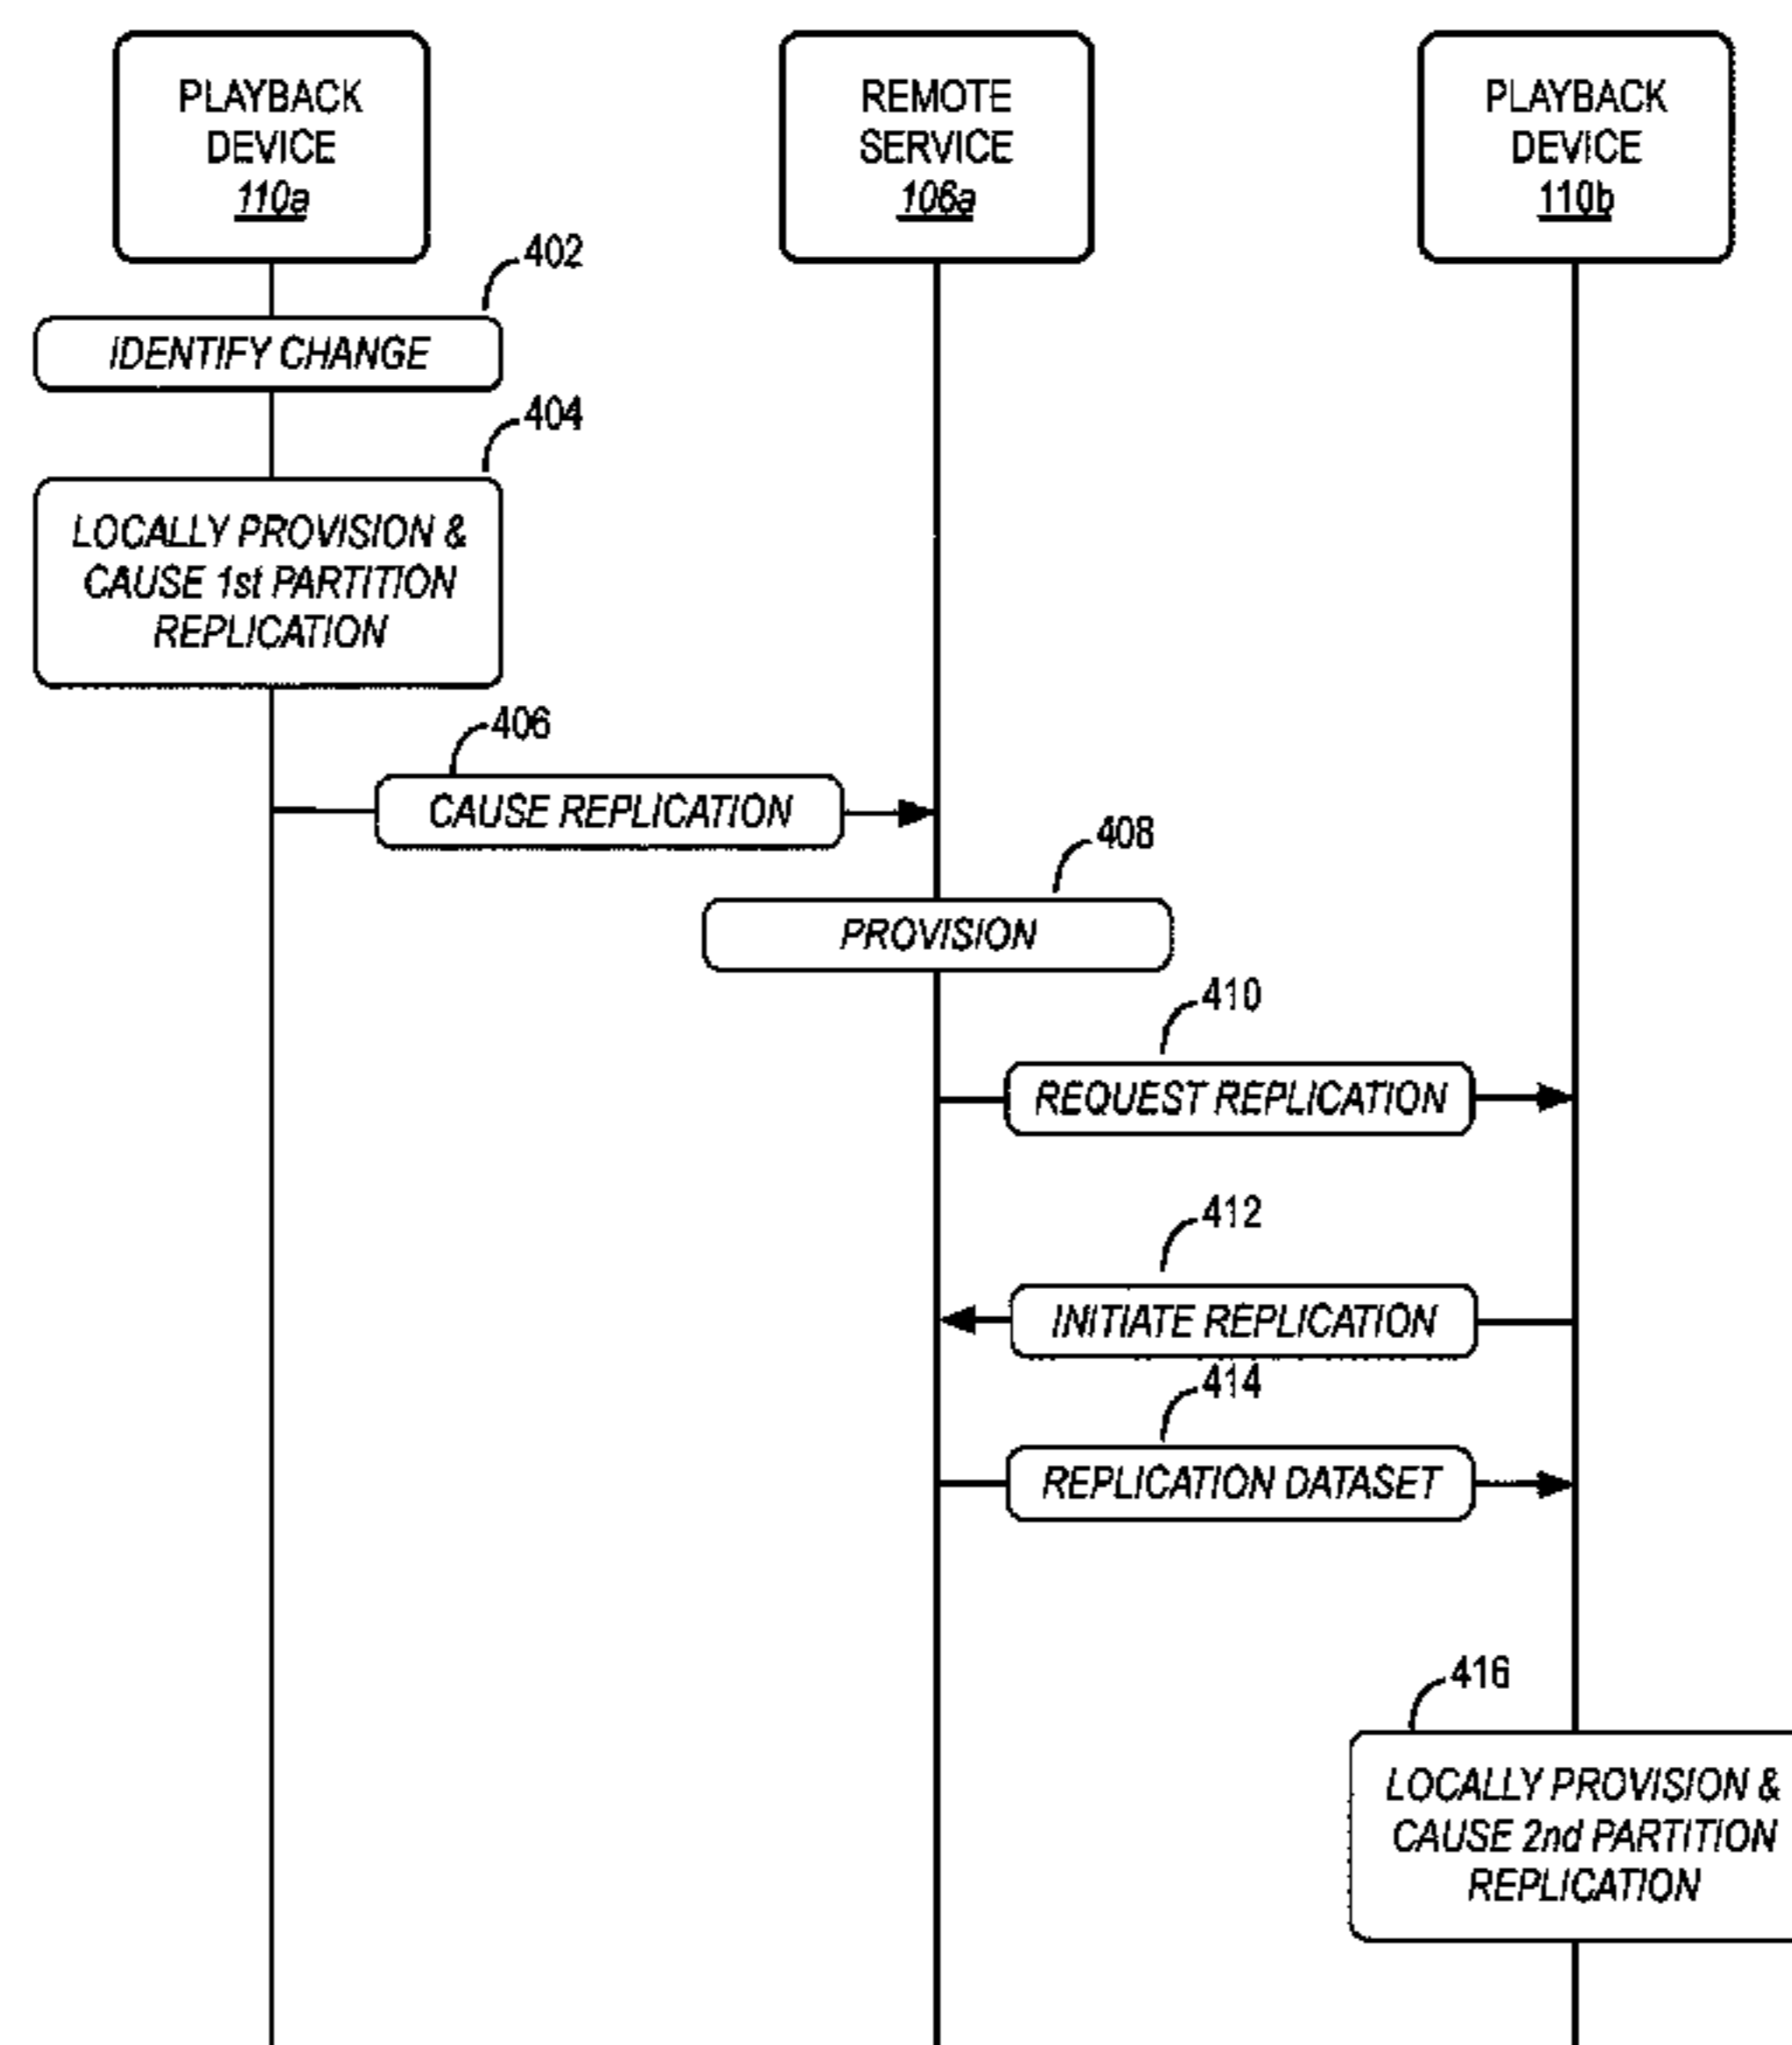 PLAYBACK
DEVICE
110a
REMOTE
SERVICE
106a
PLAYBACK
DEVICE
110b
402
IDENTIFY CHANGE
404
LOCALLY PROVISION &
CAUSE 1st PARTITION
REPLICATION
406
CAUSE REPLICATION
408
PROVISION
410
REQUEST REPLICATION
412
INITIATE REPLICATION
414
REPLICATION DATASET
416
LOCALLY PROVISION &
CAUSE 2nd PARTITION
REPLICATION